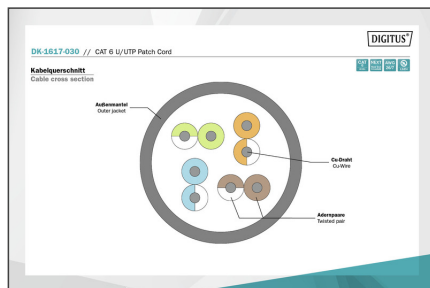 DIGITUS®
DK-1617-030 // CAT 6 U/UTP Patch Cord
Kabelquerschnitt
Cable cross section
Außenmantel
Outer jacket
Cu-Draht
Cu-Wire
Adernpaare
Twisted pair